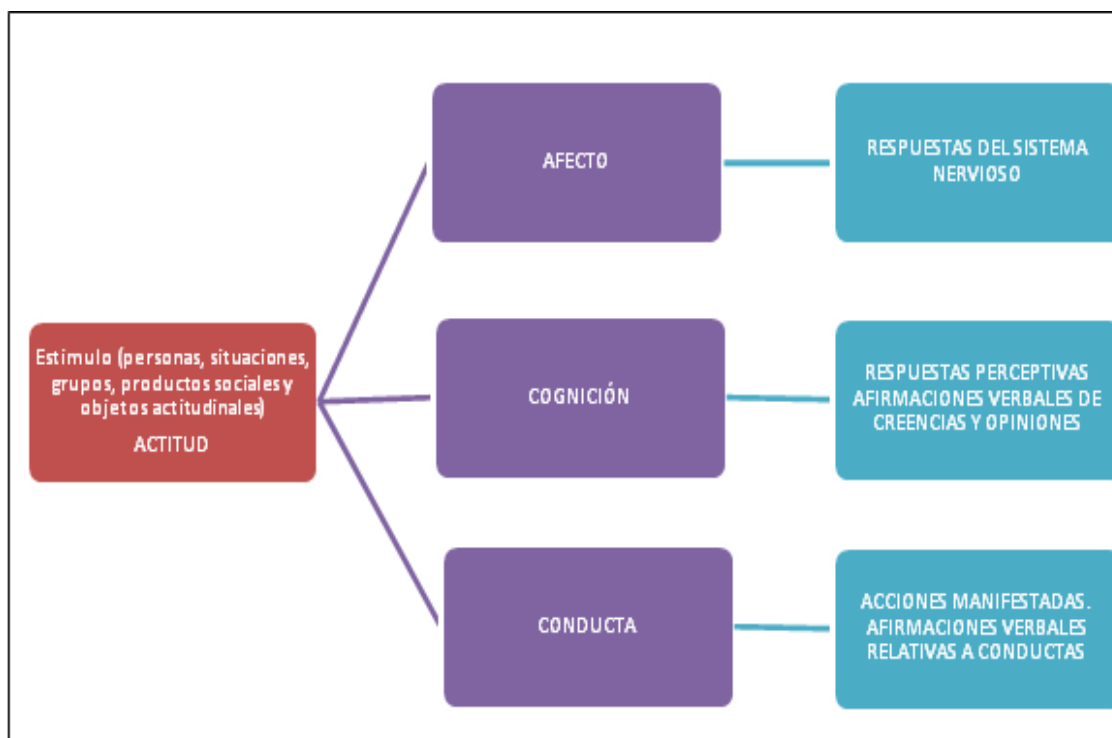 Estimulo (personas, situaciones,
grupos, productos sociales y
objetos actitudinales)
ACTITUD
AFECTO
RESPUESTAS DEL SISTEMA
NERVIOSO
COGNICIÓN
RESPUESTAS PERCEPTIVAS
AFIRMACIONES VERBALES DE
CREENCIAS Y OPINIONES
CONDUCTA
ACCIONES MANIFESTADAS.
AFIRMACIONES VERBALES
RELATIVAS A CONDUCTAS